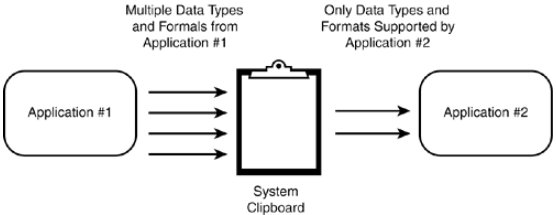 Multiple Data Types
and Formals from
Application #1
Only Data Types and
Formats Supported by
Application #2
Application #1
Application #2
System
Clipboard